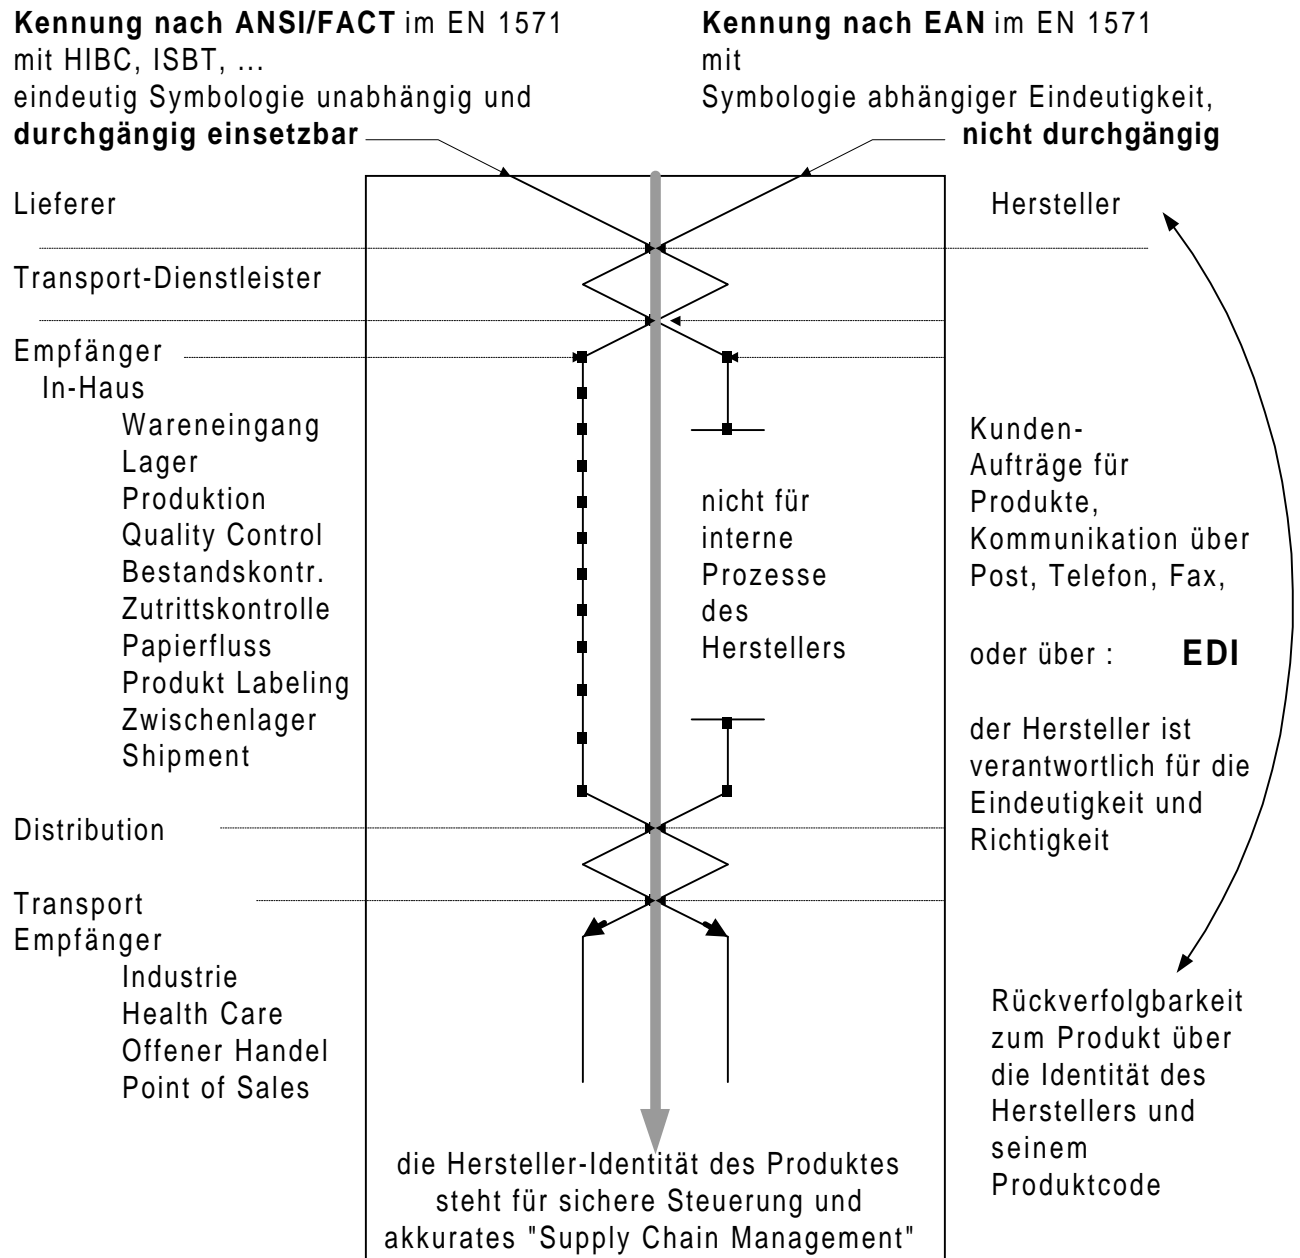 Kennung nach ANSI/FACT im EN 1571
mit HIBC, ISBT, ...
eindeutig Symbologie unabhängig und
durchgängig einsetzbar
Kennung nach EAN im EN 1571
mit
Symbologie abhängiger Eindeutigkeit,
nicht durchgängig
Lieferer
Hersteller
Transport-Dienstleister
Empfänger
In-Haus
Wareneingang
Lager
Produktion
Quality Control
Bestandskontr.
Zutrittskontrolle
Papierfluss
Produkt Labeling
Zwischenlager
Shipment
nicht für
interne
Prozesse
des
Herstellers
Kunden-
Aufträge für
Produkte,
Kommunikation über
Post, Telefon, Fax,
oder über : EDI
der Hersteller ist
verantwortlich für die
Eindeutigkeit und
Richtigkeit
Distribution
Transport
Empfänger
Industrie
Health Care
Offener Handel
Point of Sales
Rückverfolgbarkeit
zum Produkt über
die Identität des
Herstellers und
seinem
Produktcode
die Hersteller-Identität des Produktes
steht für sichere Steuerung und
akkurates "Supply Chain Management"